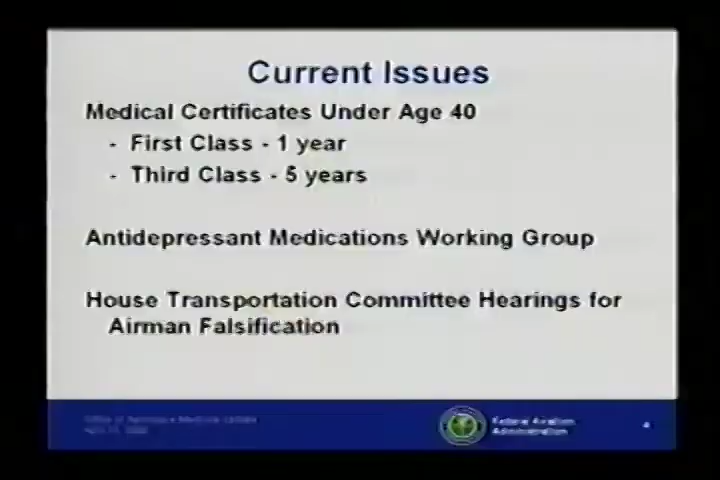 Current Issues
Medical Certificates Under Age 40
- First Class - 1 year
- Third Class - 5 years
Antidepressant Medications Working Group
House Transportation Committee Hearings for
Airman Falsification
Federal Aviation
Administration